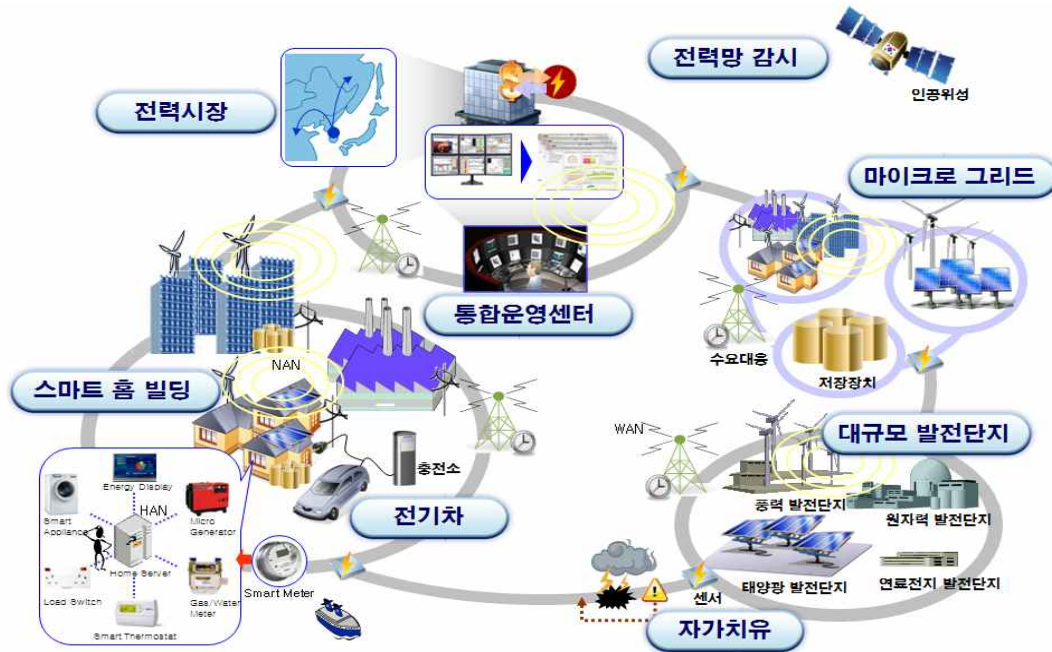 전력망 감시
인공위성
전력시장
마이크로 그리드
통합운영센터
수요대응
저장장치
NAN
스마트 홈 빌딩
WAN
대규모 발전단지
충전소
풍력 발전단지
원자력 발전단지
Energy Display
HAN
Smart
Appliance
Micro
Generator
전기차
Home Server
태양광 발전단지
연료전지 발전단지
Load Switch
Gas/Water
Meter
Smart Meter
센서
Smart Thermostat
자가치유